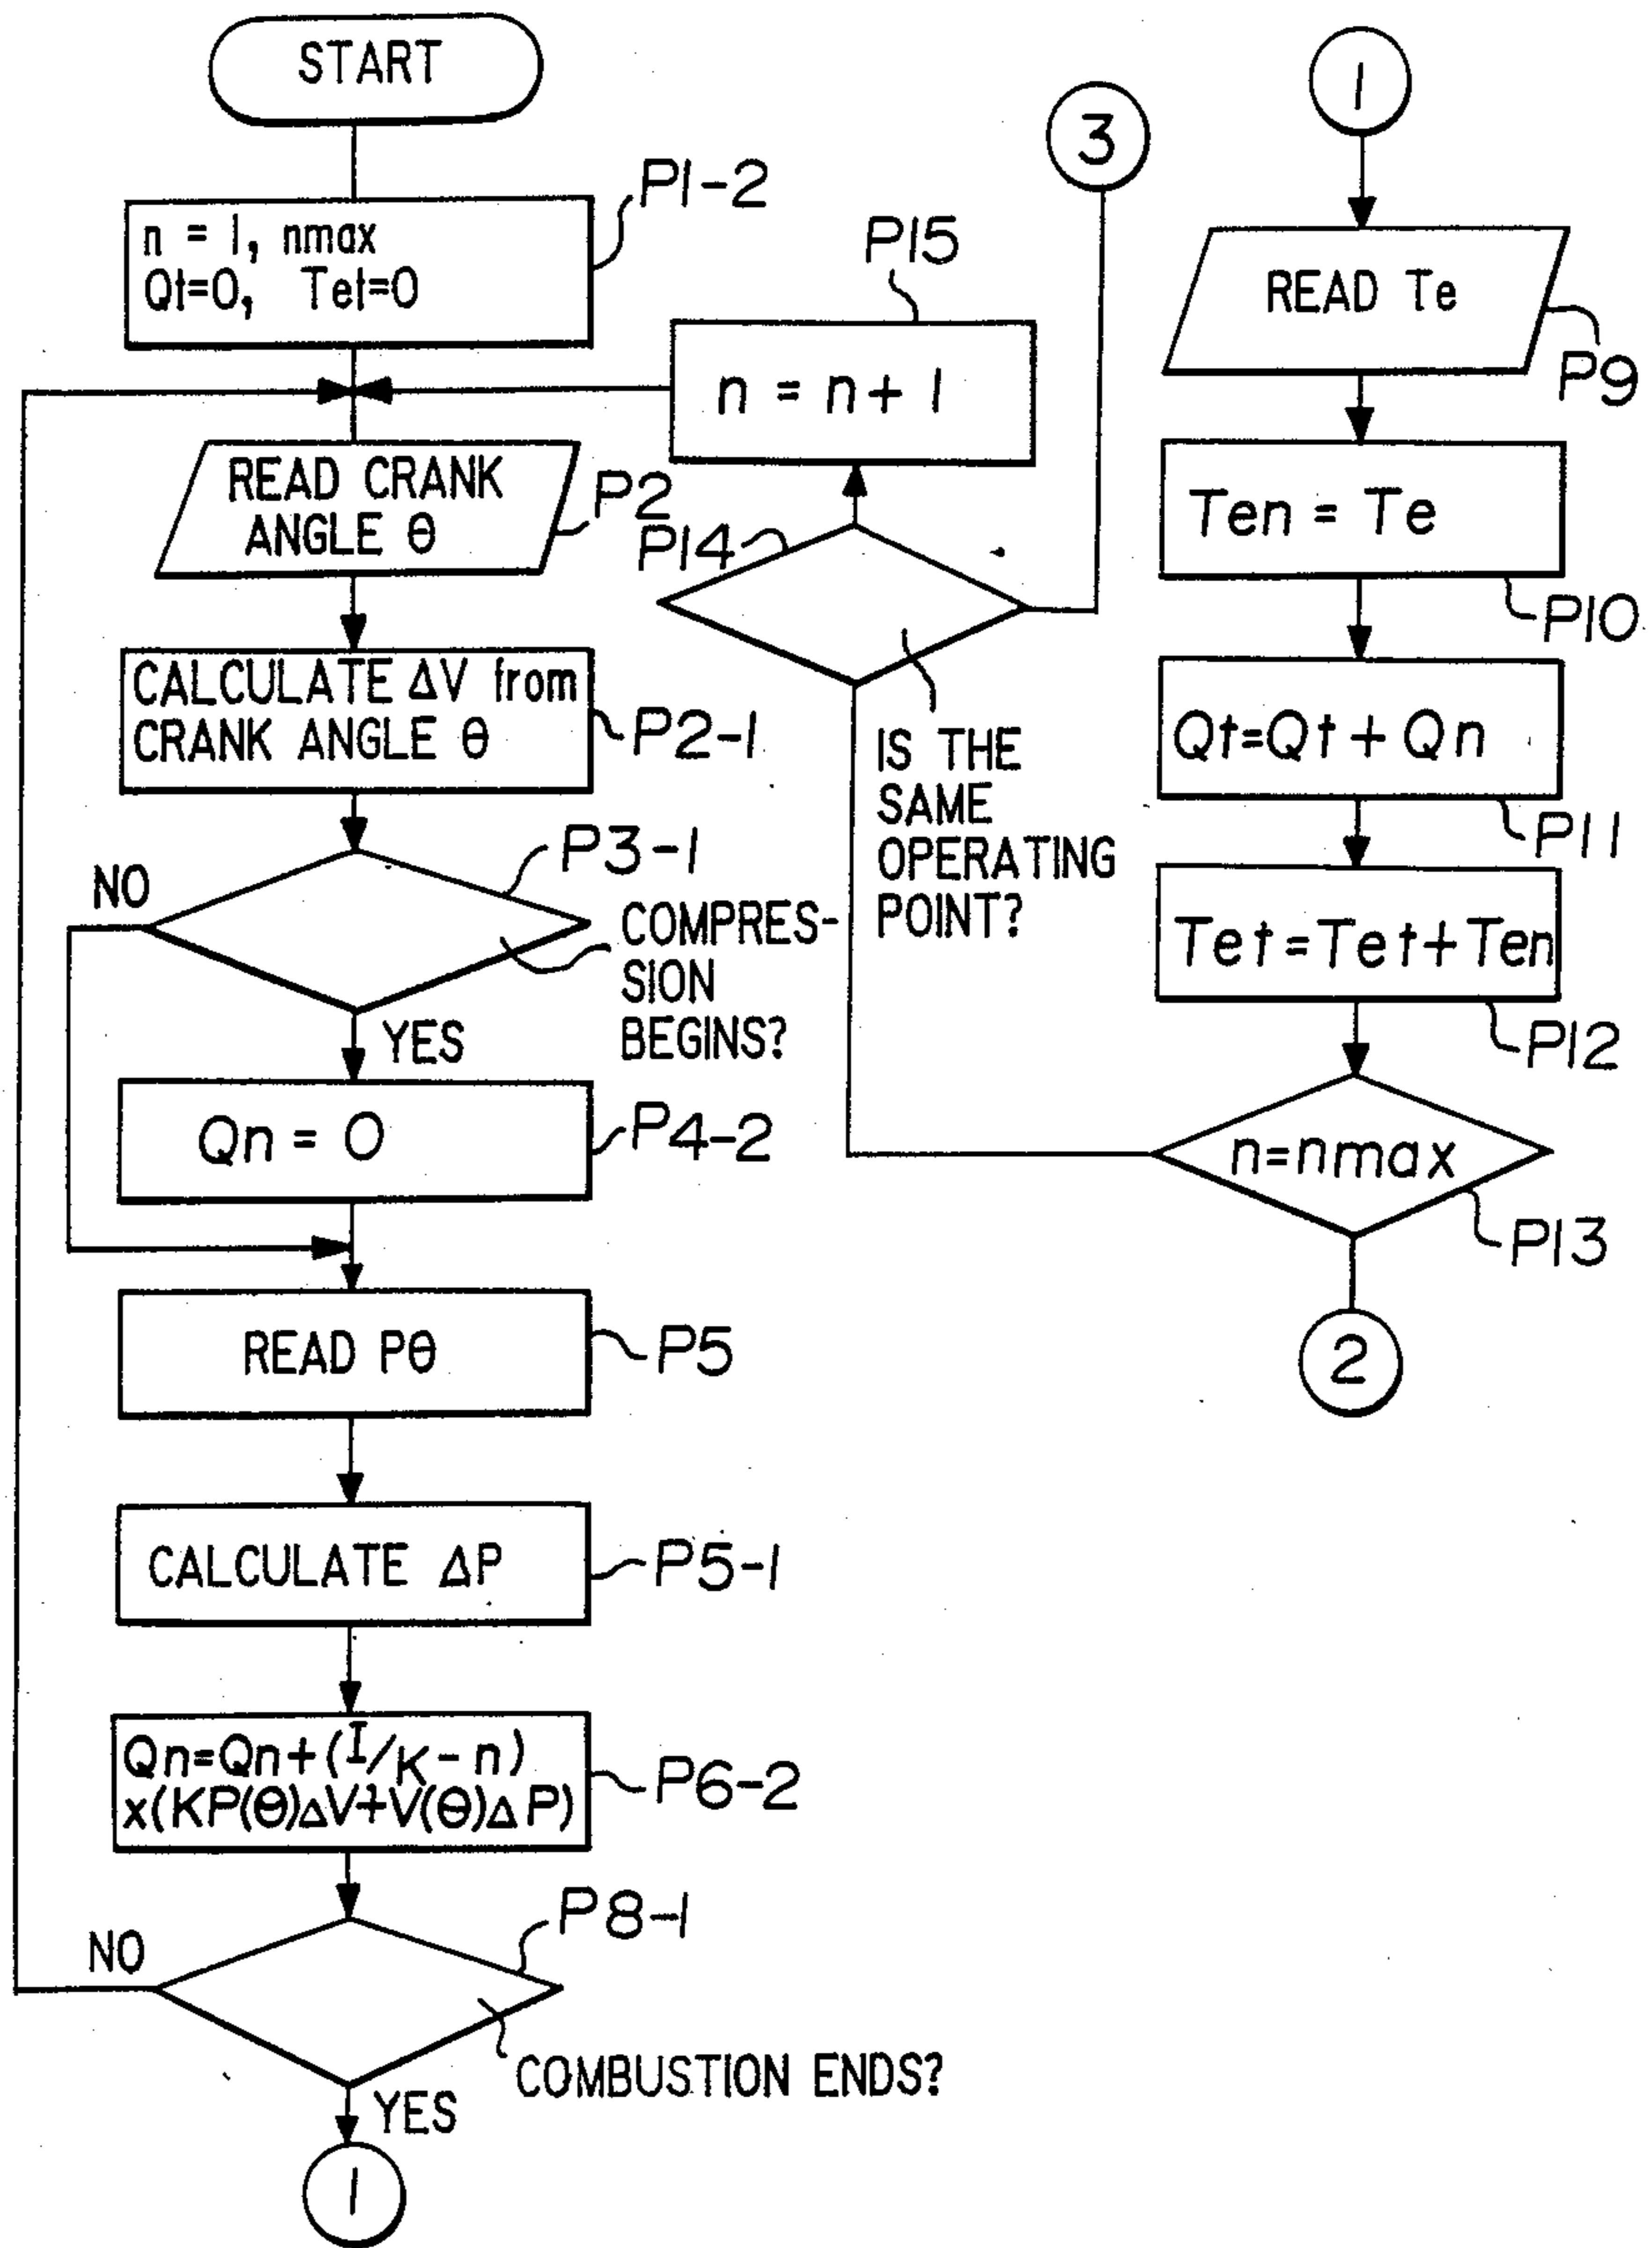 START
P1-2
n = 1, nmax
Qt=0, Tet=0
READ CRANK
ANGLE θ
P2
CALCULATE ΔV from
CRANK ANGLE θ
P2-1
P3-1
NO
COMPRES-
SION
BEGINS?
YES
Qn = 0
P4-2
READ Pθ
P5
CALCULATE ΔP
P5-1
Qn=Qn+(I/K-n)
x(KP(θ)ΔV+V(θ)ΔP)
P6-2
P8-1
NO
COMBUSTION ENDS?
YES
1
3
P15
n = n+1
P14
IS THE
SAME
OPERATING
POINT?
1
READ Te
P9
Ten = Te
P10
Qt=Qt+Qn
P11
Tet=Tet+Ten
P12
n=nmax
P13
2